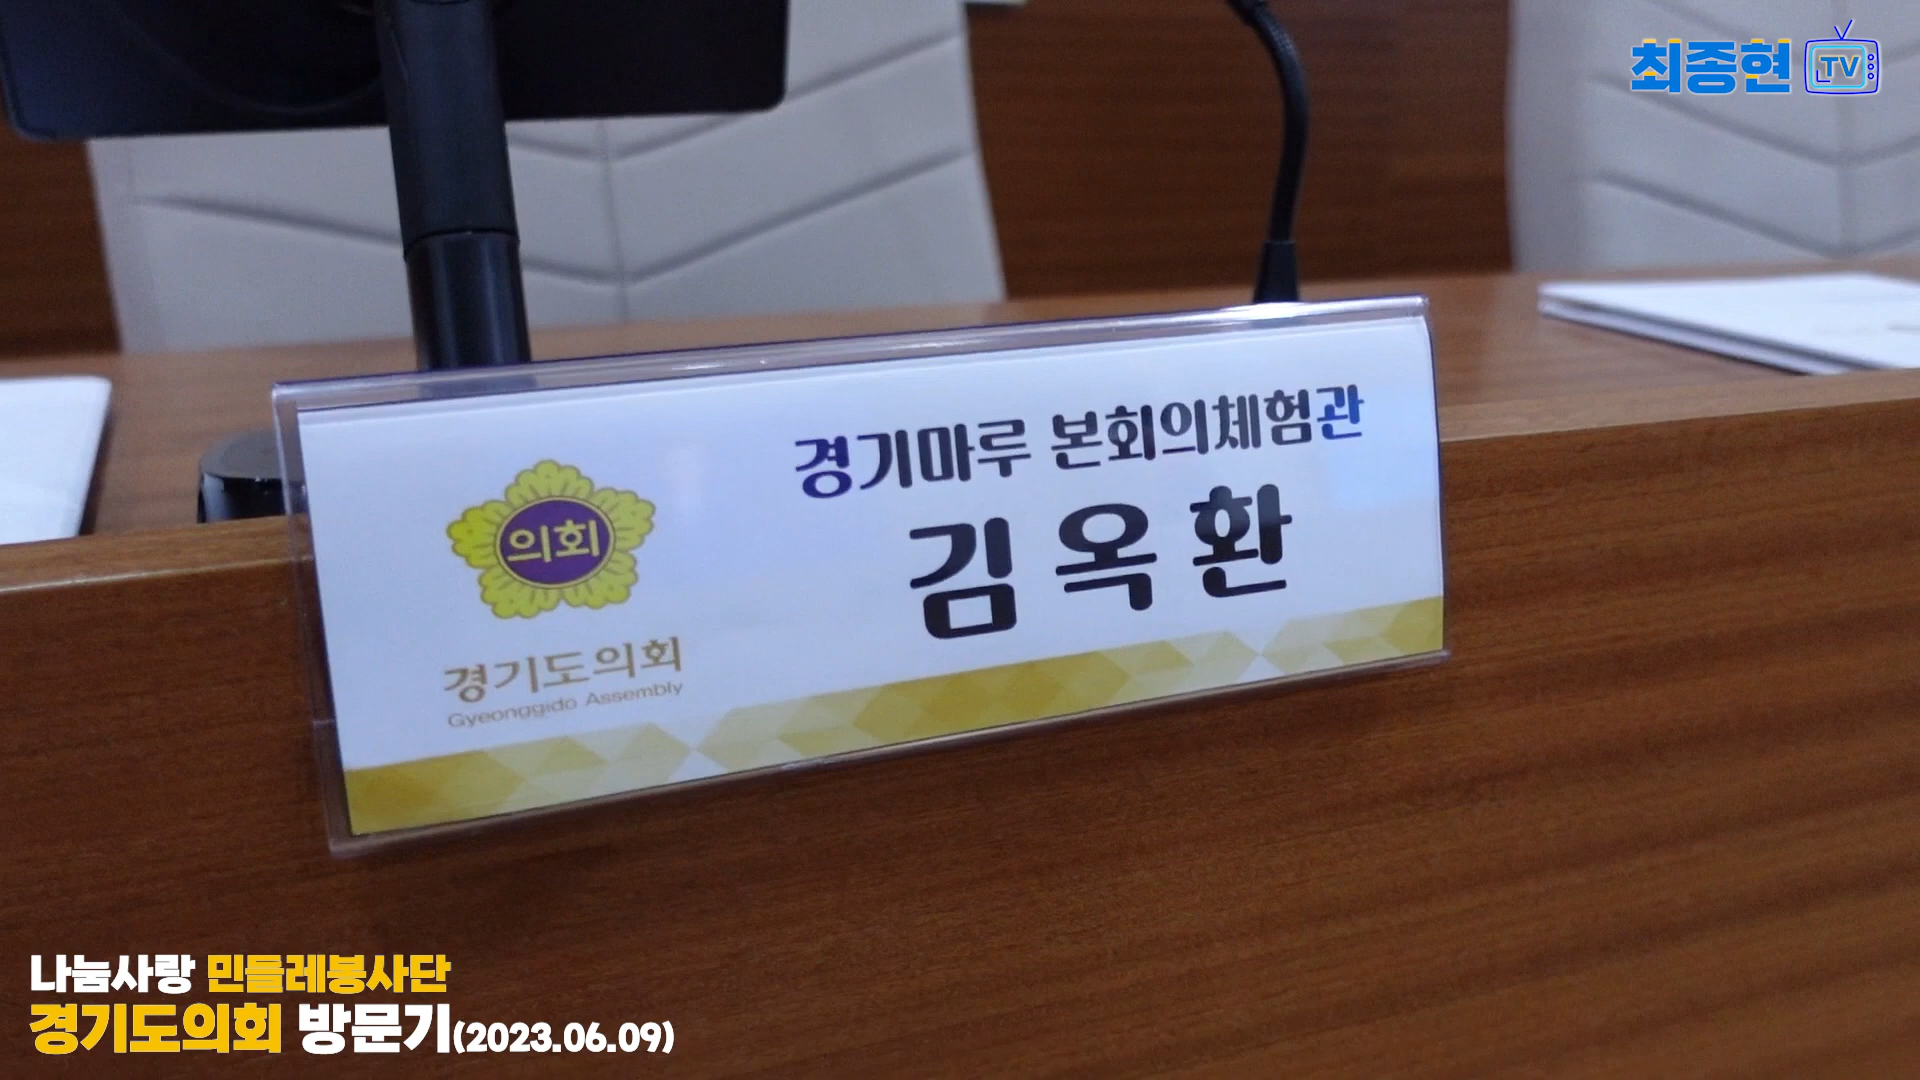 최종현 TV
경기마루 본회의체험관
김옥환
의회
경기도의회
Gyeonggido Assembly
나눔사랑 민들레봉사단
경기도의회 방문기(2023.06.09)